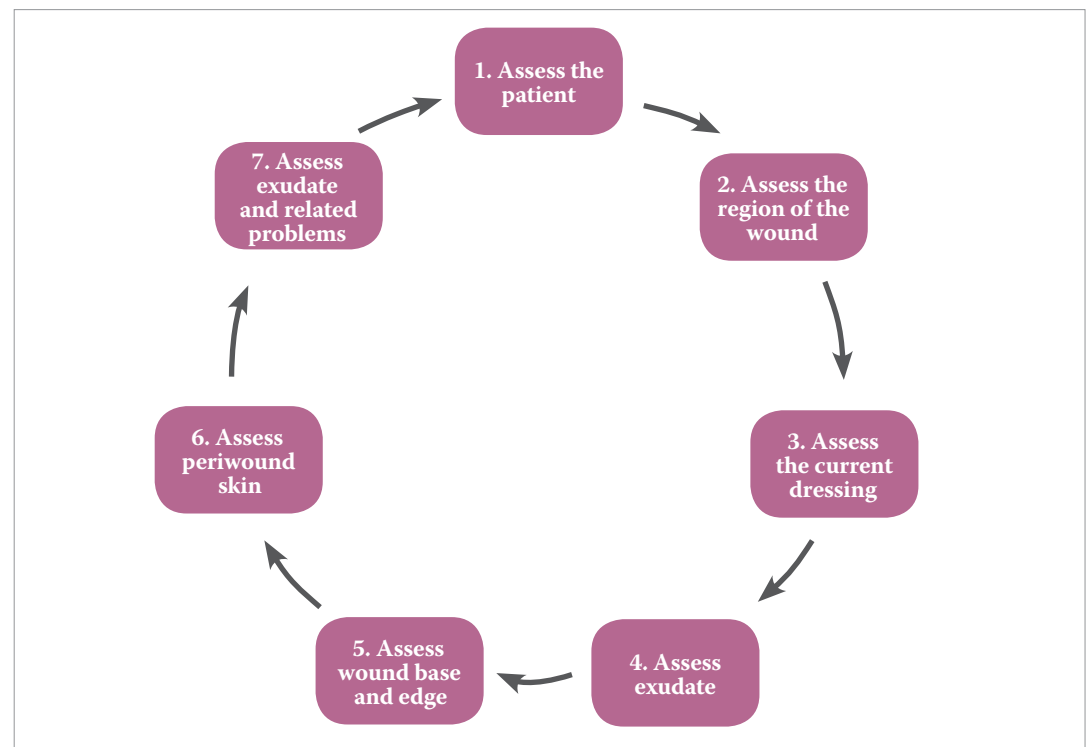 1. Assess the
patient
2. Assess the
region of the
wound
3. Assess
the current
dressing
4. Assess
exudate
5. Assess
wound base
and edge
6. Assess
periwound
skin
7. Assess
exudate
and related
problems